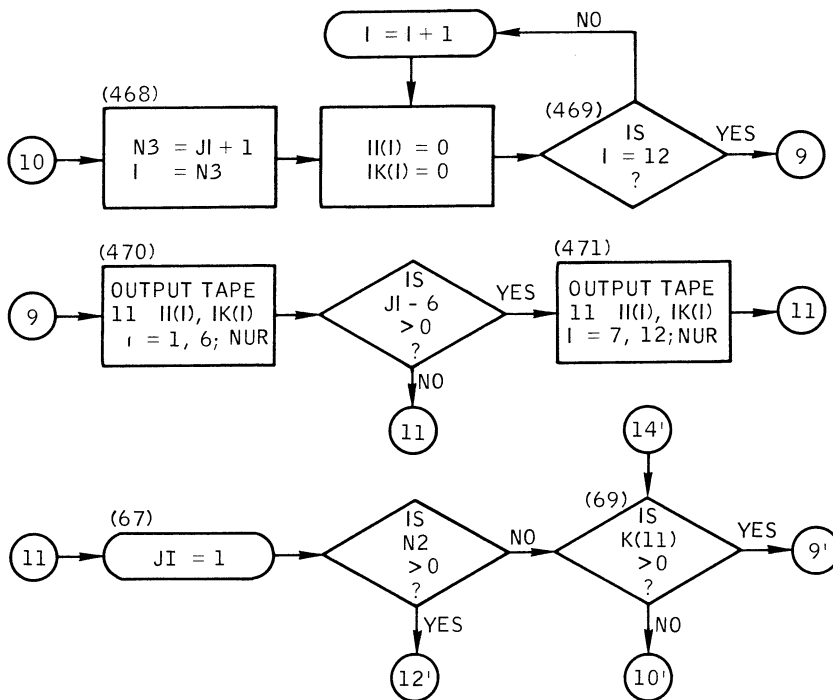 I = I + 1
NO
(468)
N3 = JI + 1
I = N3
II(I) = 0
IK(I) = 0
(469)
IS
I = 12
?
YES
10
9
(470)
OUTPUT TAPE
11 II(I), IK(I)
I = 1, 6; NUR
IS
JI - 6
>0
?
YES
NO
(471)
OUTPUT TAPE
11 II(I), IK(I)
I = 7, 12; NUR
9
11
11
14'
(67)
JI = 1
IS
N2
>0
?
NO
YES
(69)
IS
K(11)
>0
?
YES
NO
11
9'
12'
10'